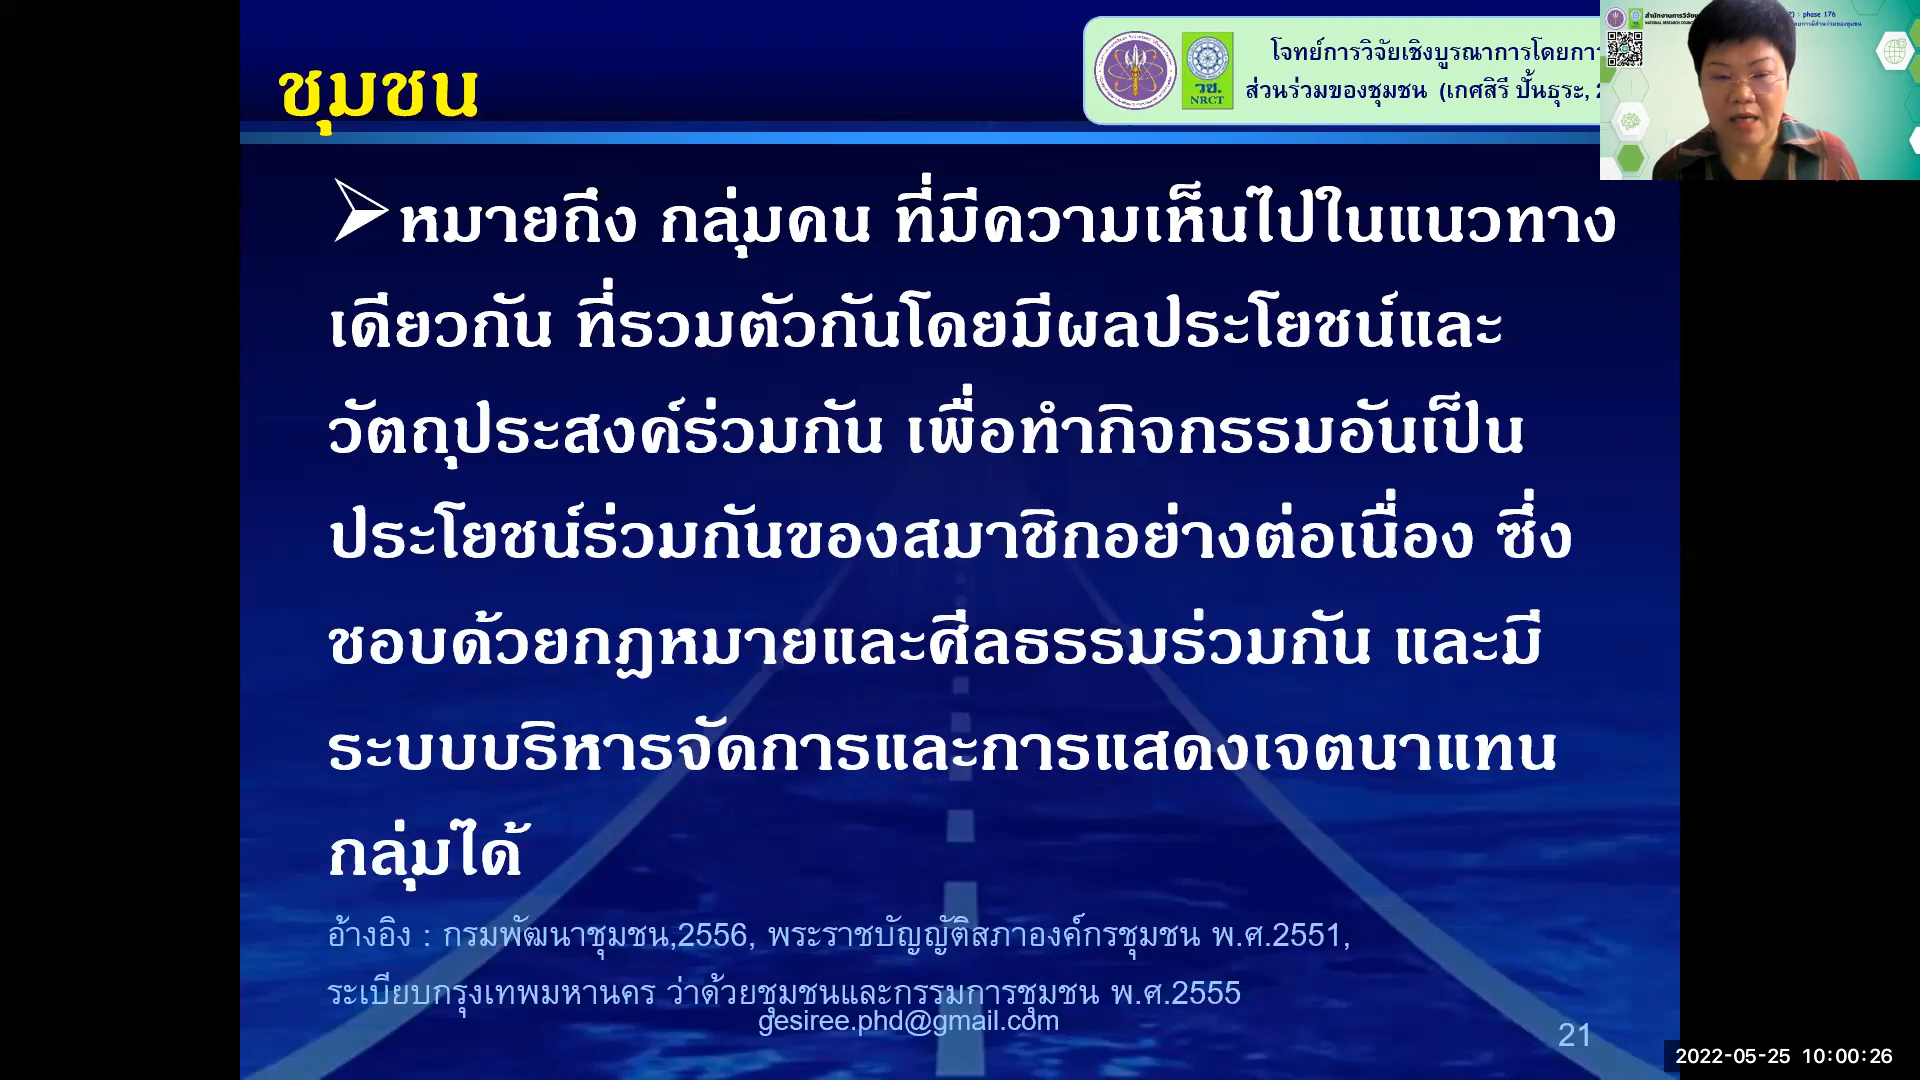 ชุมชน
โจทย์การวิจัยเชิงบูรณาการโดยกา
ส่วนร่วมของชุมชน (เกศสิรี ปั้นธุระ,
วช.
NRCT
: phase 176
➢หมายถึง กลุ่มคน ที่มีความเห็นไปในแนวทาง
เดียวกัน ที่รวมตัวกันโดยมีผลประโยชน์และ
วัตถุประสงค์ร่วมกัน เพื่อทำกิจกรรมอันเป็น
ประโยชน์ร่วมกันของสมาชิกอย่างต่อเนื่อง ซึ่ง
ชอบด้วยกฎหมายและศีลธรรมร่วมกัน และมี
ระบบบริหารจัดการและการแสดงเจตนาแทน
กลุ่มได้
อ้างอิง : กรมพัฒนาชุมชน,2556, พระราชบัญญัติสภาองค์กรชุมชน พ.ศ.2551,
ระเบียบกรุงเทพมหานคร ว่าด้วยชุมชนและกรรมการชุมชน พ.ศ.2555
gesiree.phd@gmail.com
21
2022-05-25 10:00:26